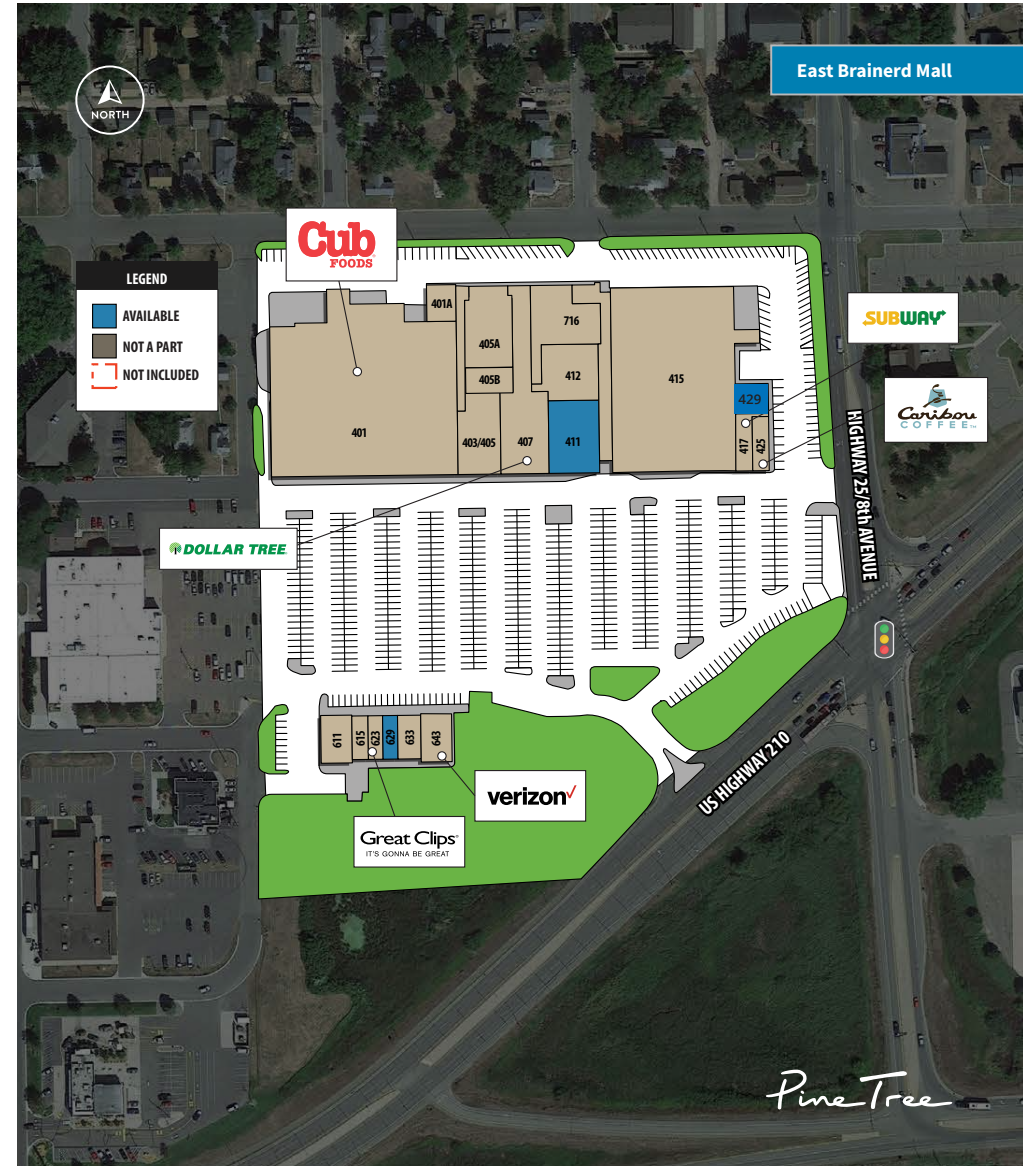 East Brainerd Mall
NORTH
Cub
FOODS
LEGEND
AVAILABLE
NOT A PART
NOT INCLUDED
401A
716
405A
405B
412
415
401
403/405
407
411
429
417
425
SUBWAY
Caribou
COFFEE
HIGHWAY 25/8th AVENUE
DOLLAR TREE
611
615
623
629
633
643
verizon
Great Clips
IT'S GONNA BE GREAT
US HIGHWAY 210
Pine Tree